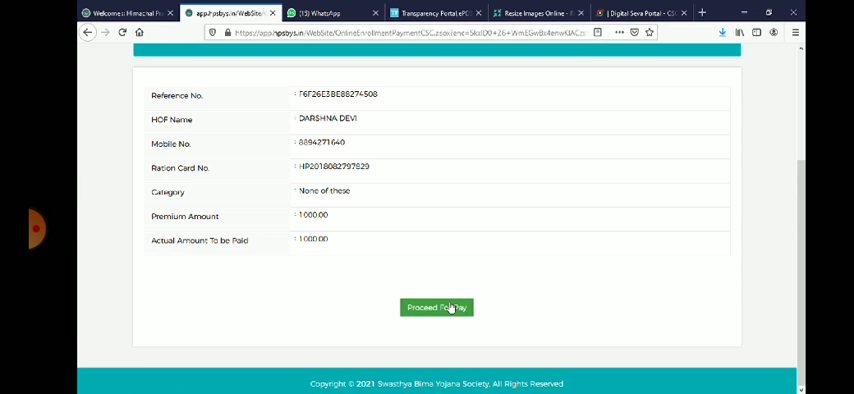 Welcome :: Himachal Pr
app.hpsbys.in/WebSite/
(15) WhatsApp
Transparency Portal ePD
Resize Images Online -
| Digital Seva Portal - CS
https://app.hpsbys.in/WebSite/OnlineEnrollmentPaymentCSC.zspx?enc=
Reference No. : F6F26E3BE88274508
HOF Name : DARSHNA DEVI
Mobile No. : 8894271640
Ration Card No. : HP2018082797829
Category : None of these
Premium Amount : 1000.00
Actual Amount To be Paid : 1000.00
Proceed For Pay
Copyright © 2021 Swasthya Bima Yojana Society, All Rights Reserved